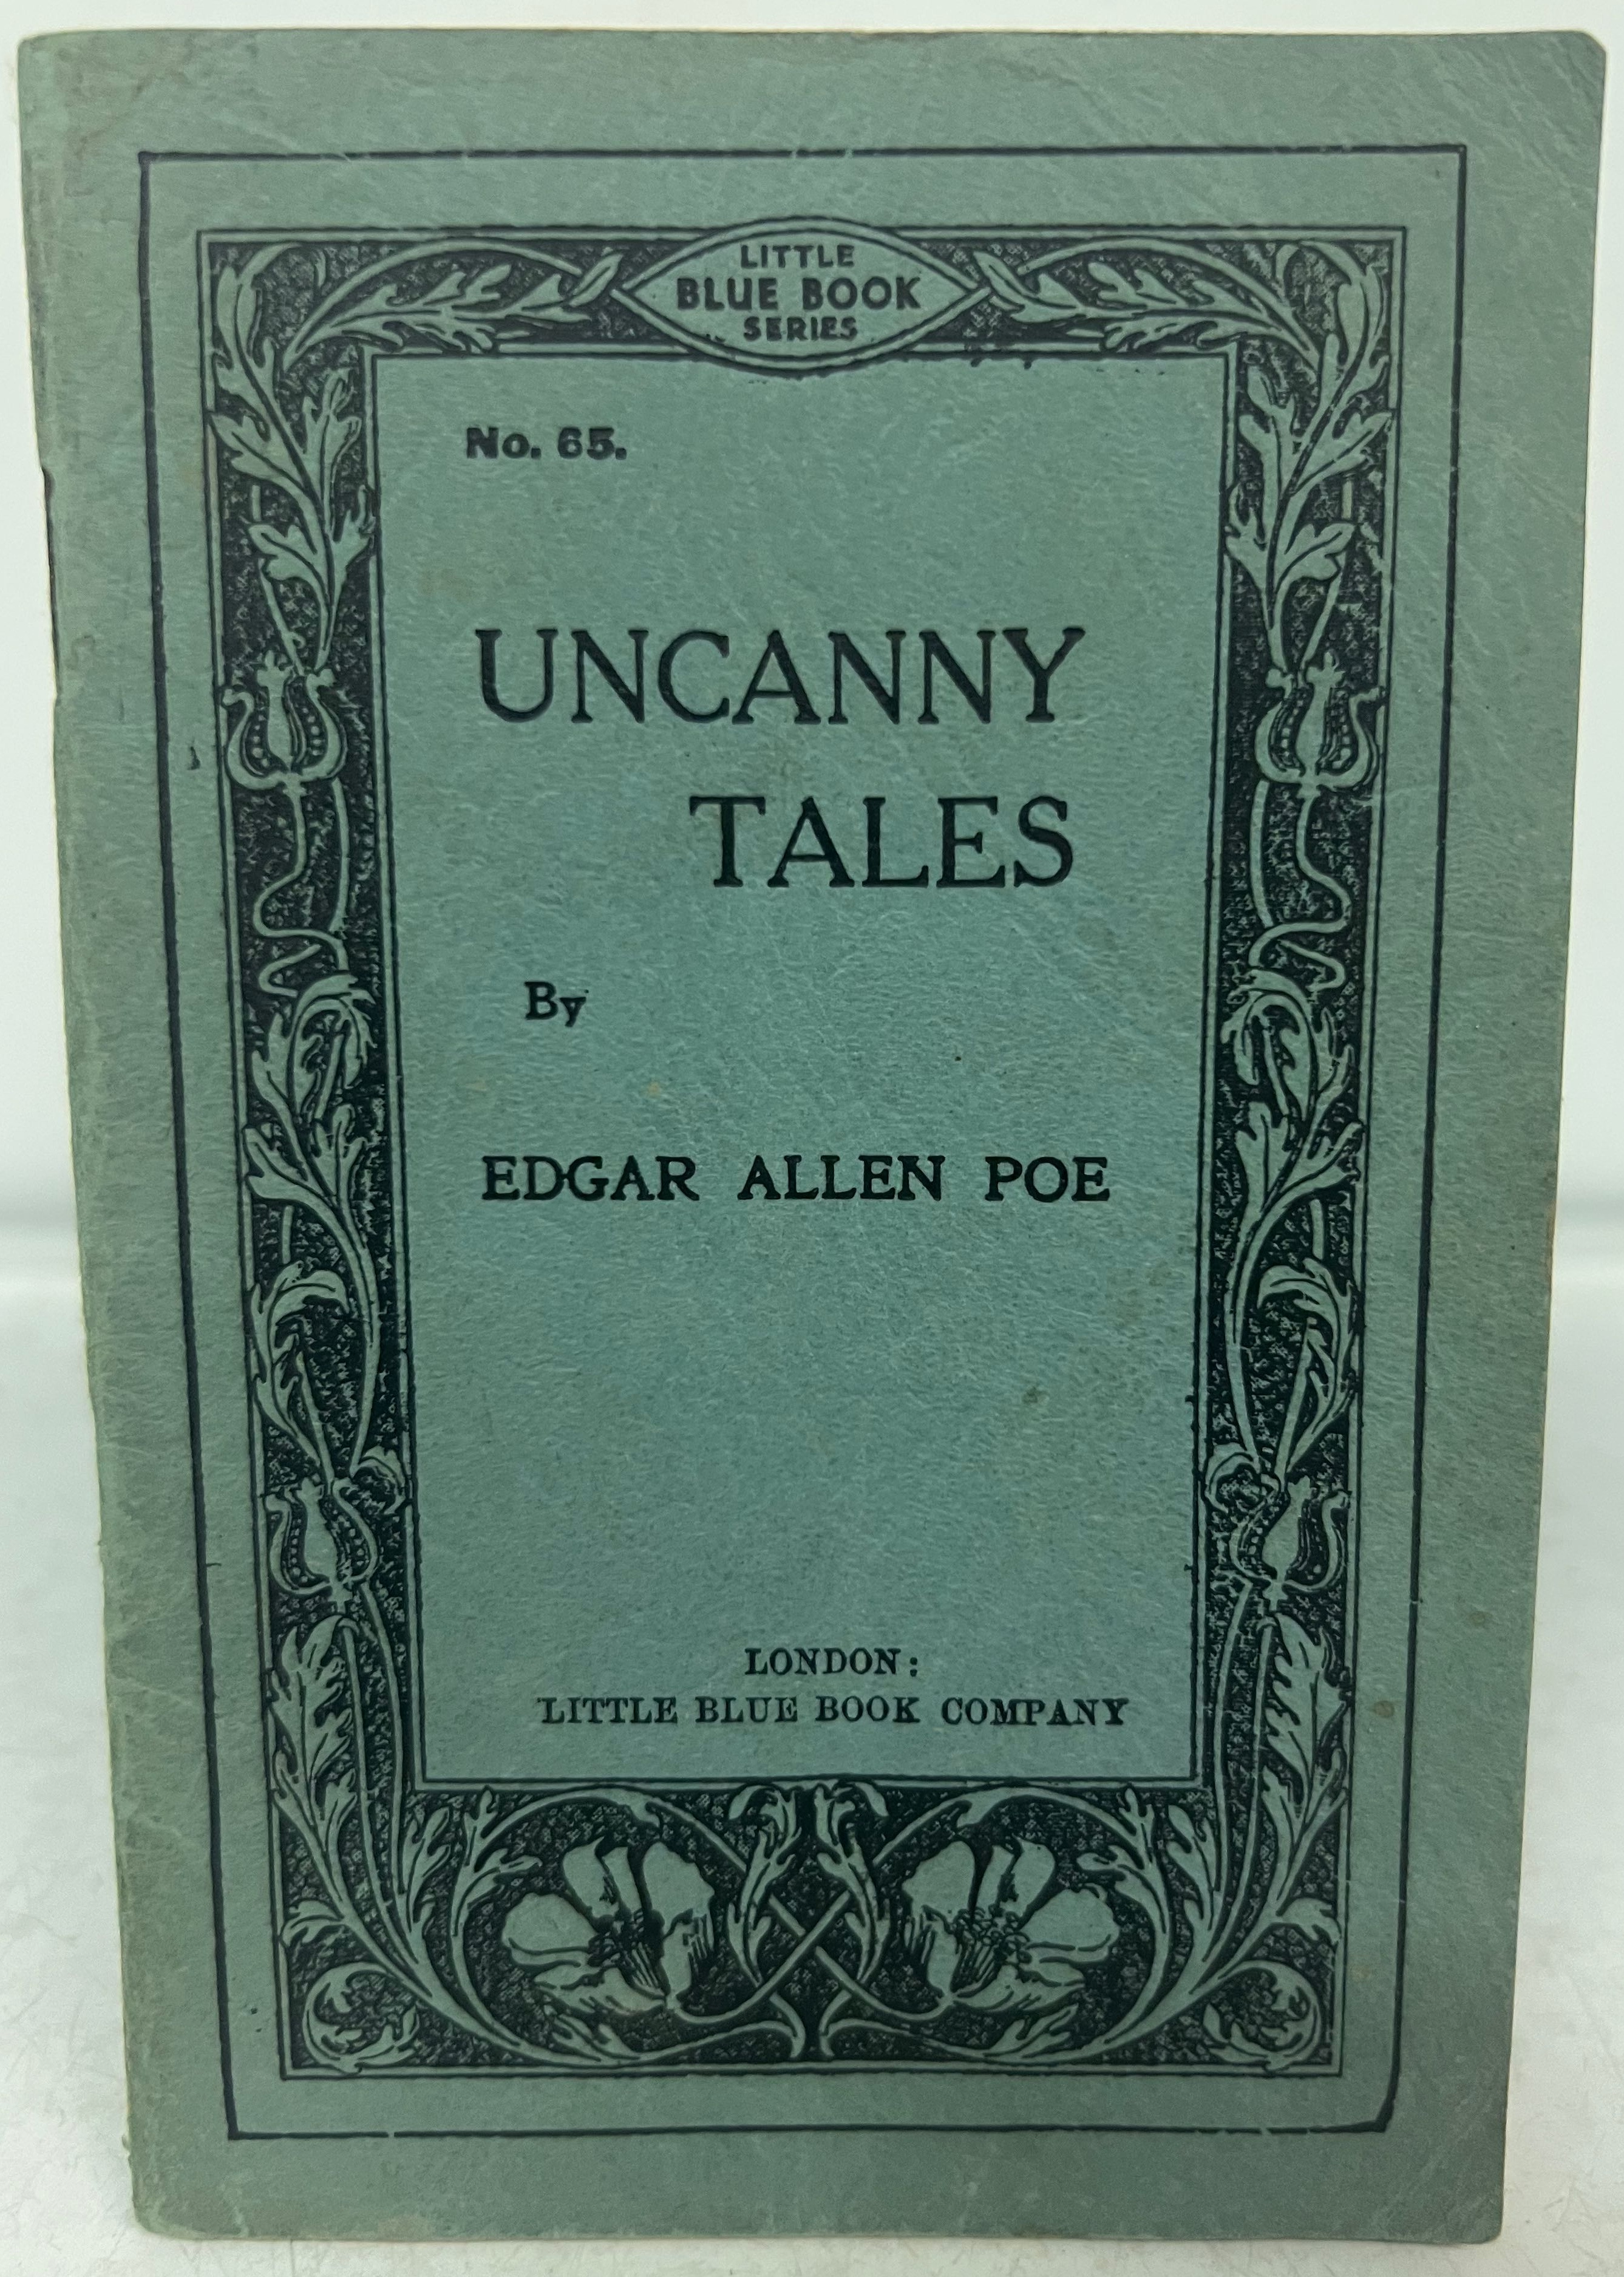 LITTLE
BLUE BOOK
SERIES
No. 65.
UNCANNY
TALES
By
EDGAR ALLEN POE
LONDON:
LITTLE BLUE BOOK COMPANY